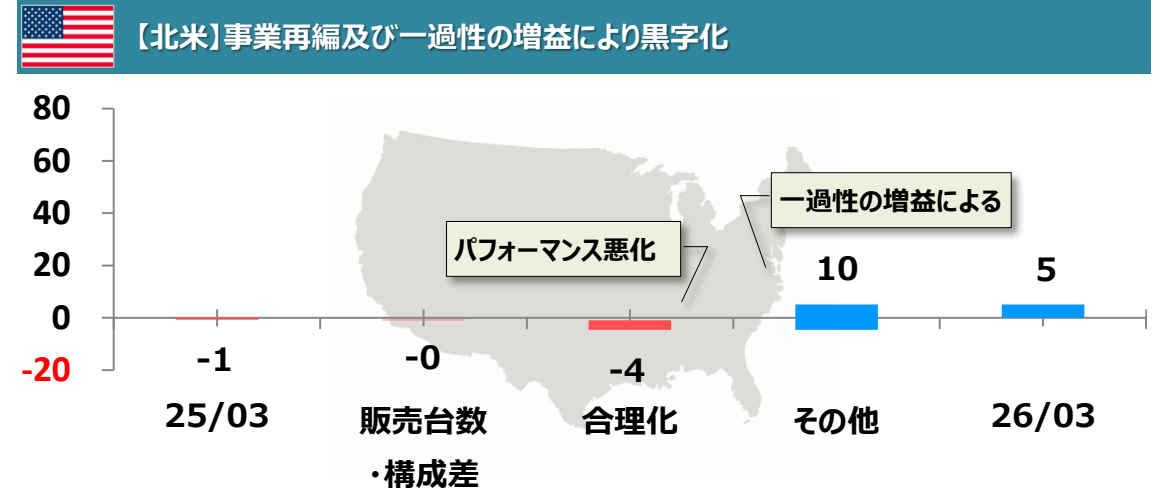 【北米】事業再編及び一過性の増益により黒字化
80
60
40
20
0
-20
パフォーマンス悪化
一過性の増益による
-1
-0
-4
10
5
25/03
販売台数
・構成差
合理化
その他
26/03